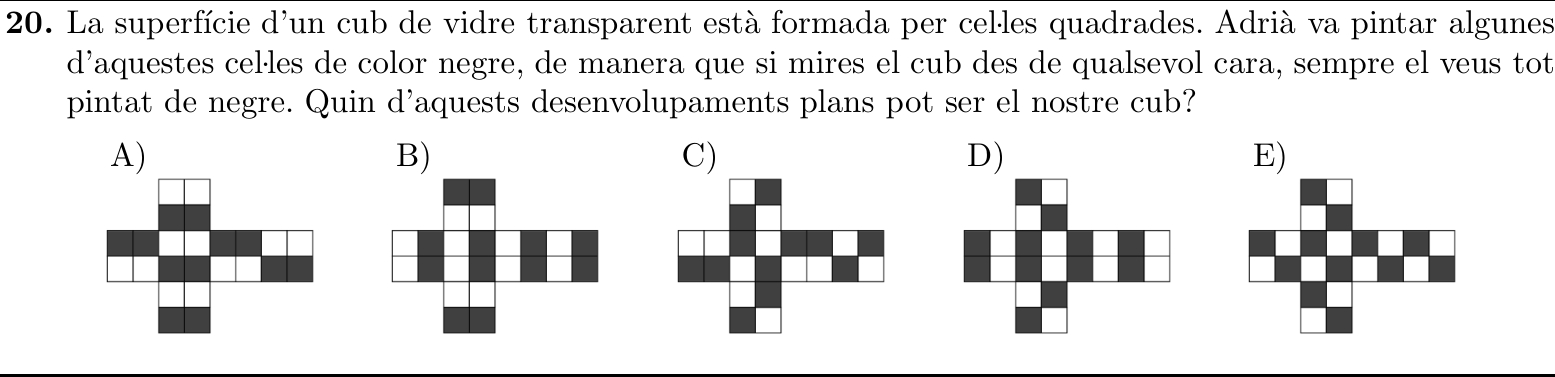 20. La superfície d'un cub de vidre transparent està formada per cel·les quadrades. Adrià va pintar algunes
d'aquestes cel·les de color negre, de manera que si mires el cub des de qualsevol cara, sempre el veus tot
pintat de negre. Quin d'aquests desenvolupaments plans pot ser el nostre cub?
A) B) C) D) E)